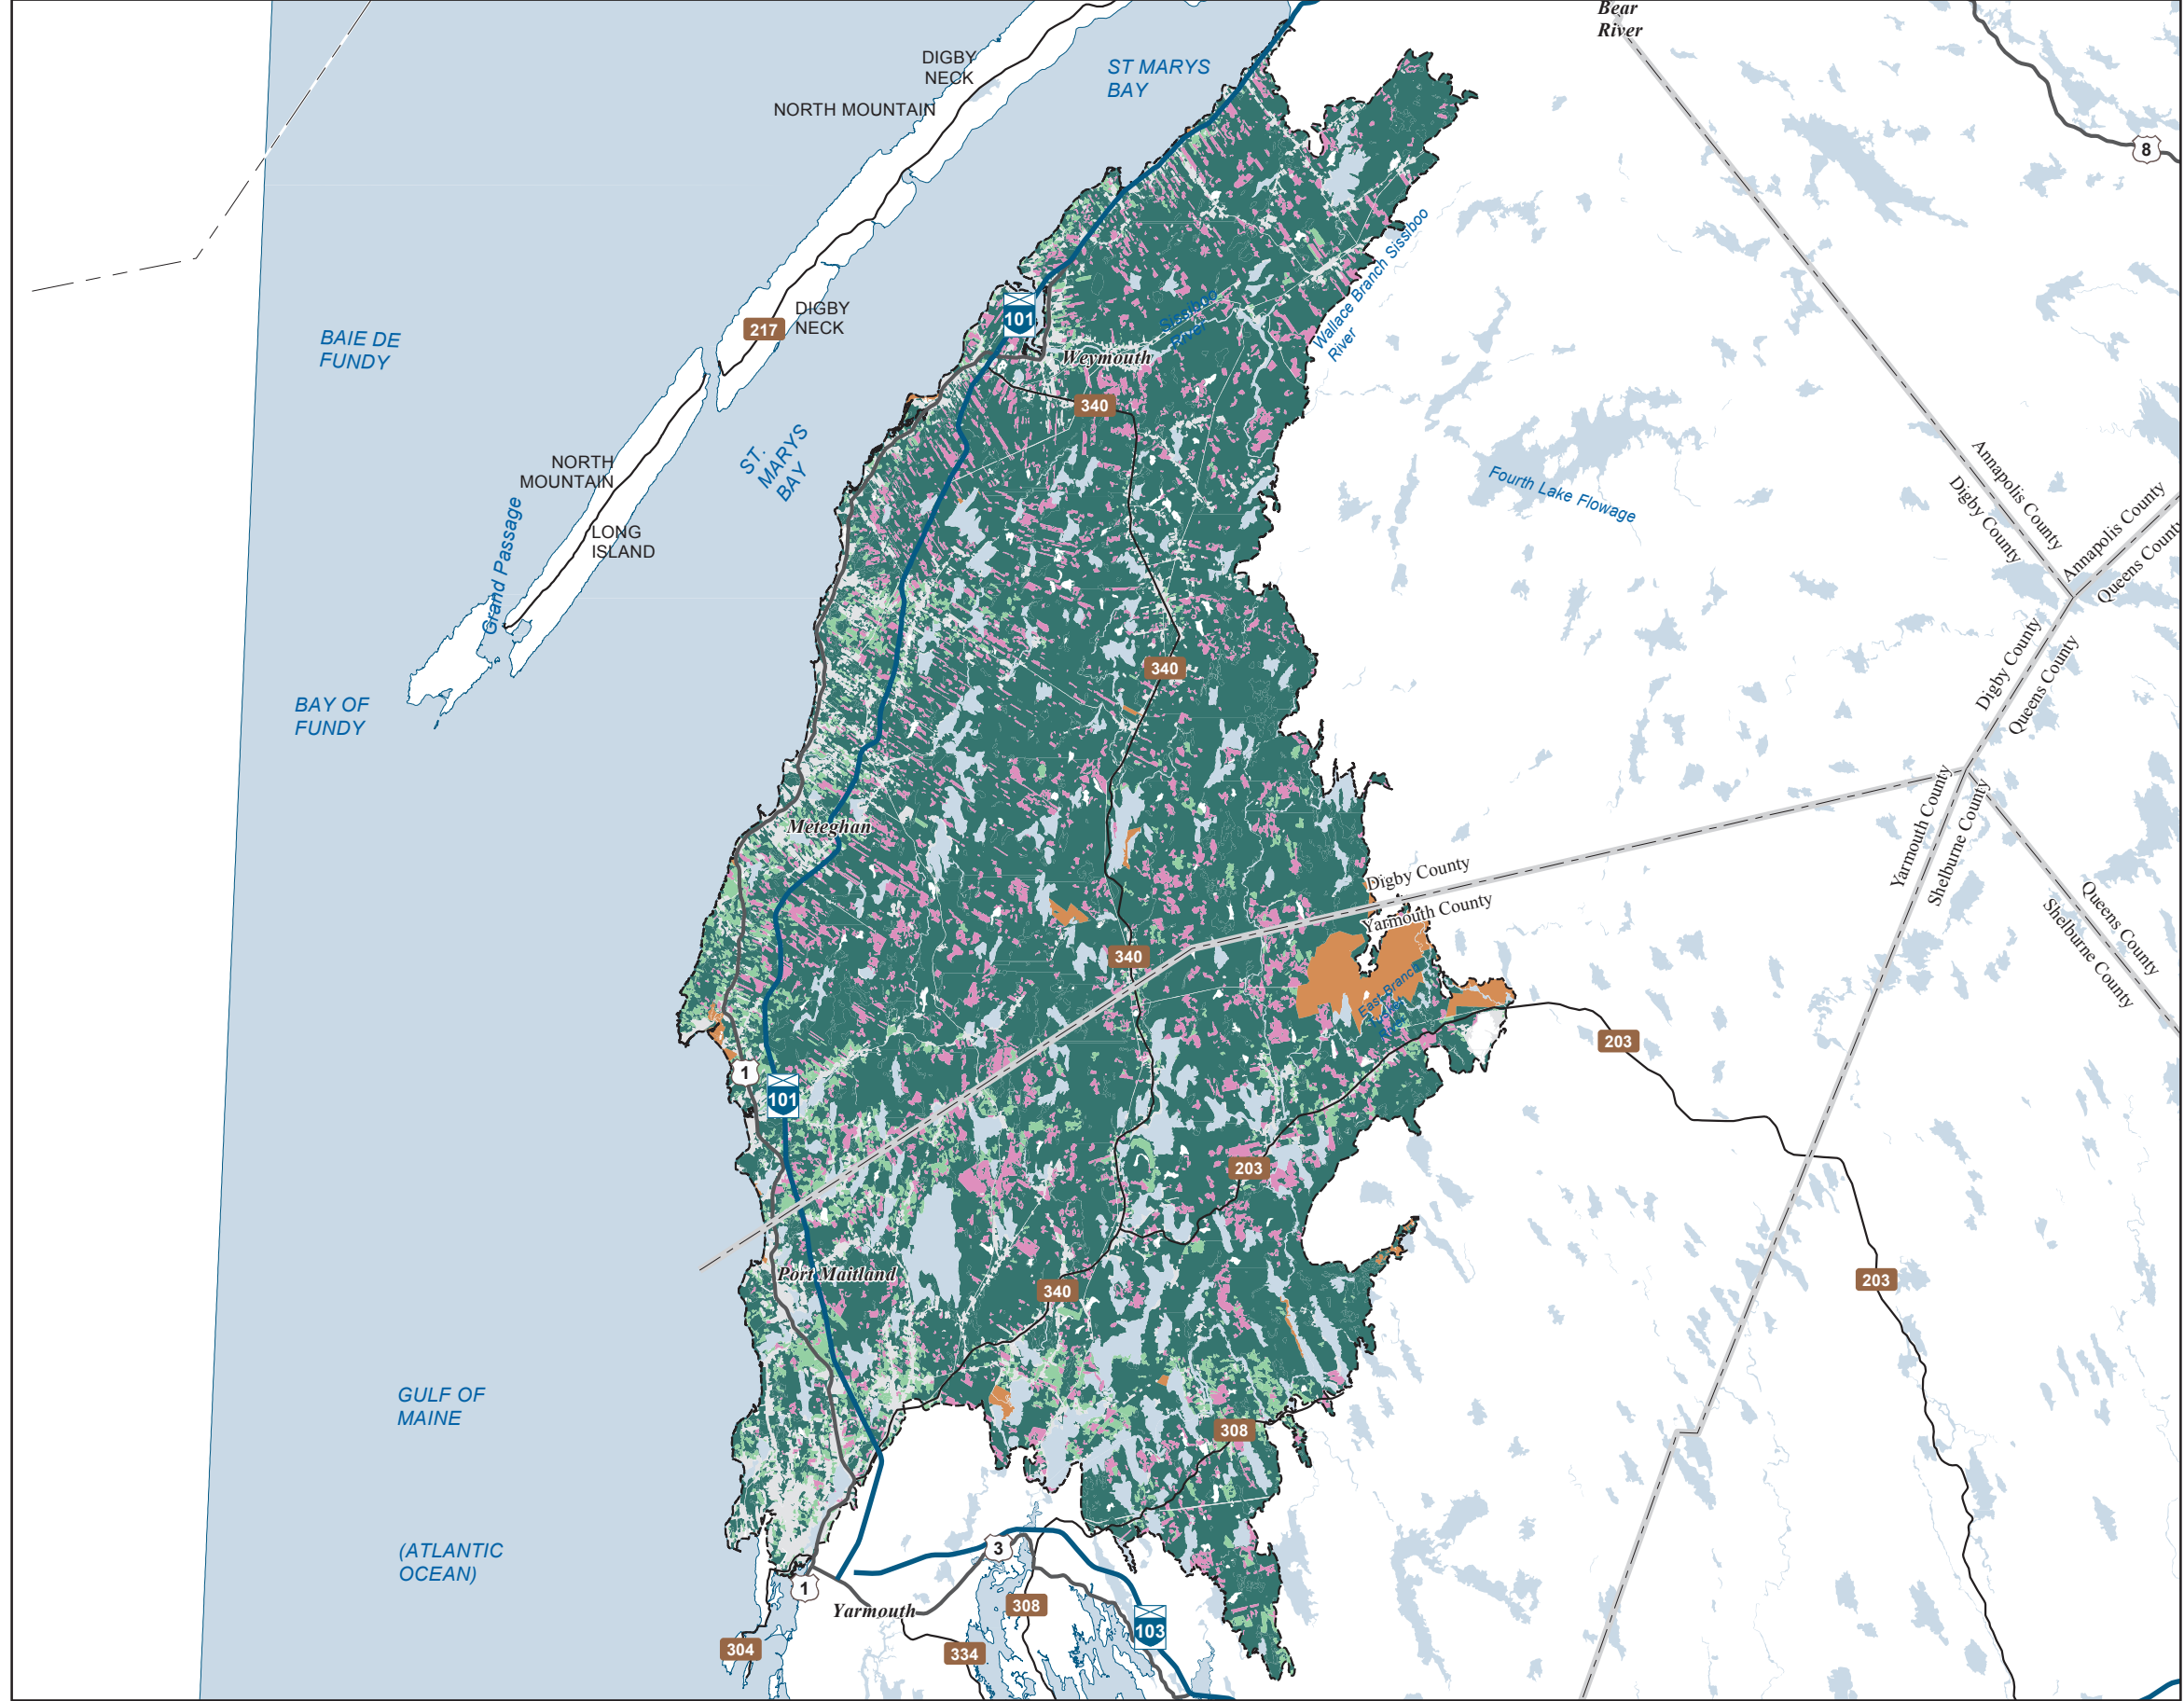 Bear
River
DIGBY
NECK
ST MARYS
BAY
NORTH MOUNTAIN
8
Wallace Branch Sissiboo
River
Sissiboo
River
101
DIGBY
NECK
217
BAIE DE
FUNDY
Weymouth
340
ST.
MARYS
BAY
NORTH
MOUNTAIN
Fourth Lake Flowage
Annapolis County
Digby County
Annapolis County
Queens County
Grand Passage
LONG
ISLAND
340
Digby County
Queens County
BAY OF
FUNDY
Meteghan
Digby County
Yarmouth County
Yarmouth County
Shelburne County
Queens County
Shelburne County
340
East Branch
203
1
101
203
Port Maitland
340
203
GULF OF
MAINE
308
(ATLANTIC
OCEAN)
3
1
Yarmouth
308
103
304
334